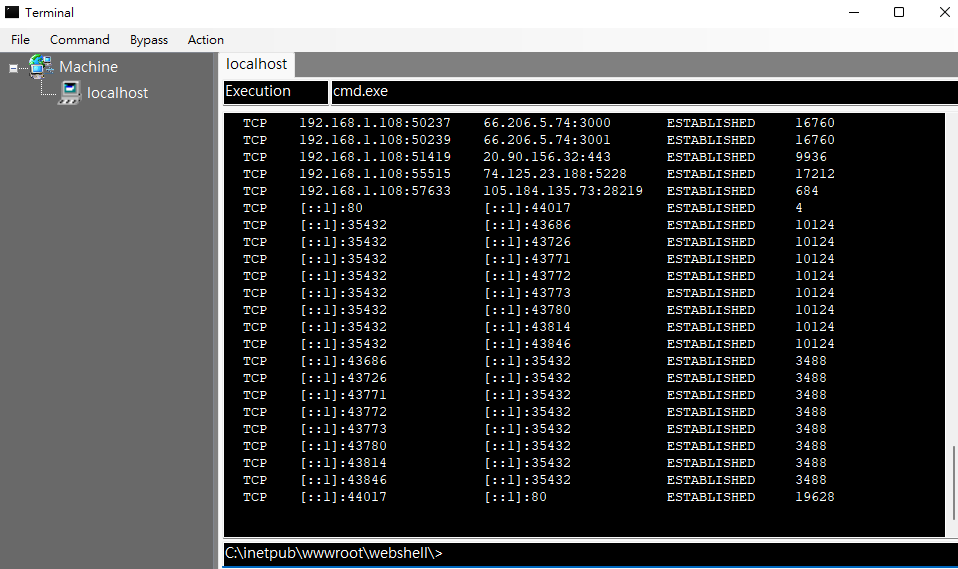 Terminal
File Command Bypass Action
Machine
localhost
localhost
Execution cmd.exe
TCP 192.168.1.108:50237 66.206.5.74:3000 ESTABLISHED 16760
TCP 192.168.1.108:50239 66.206.5.74:3001 ESTABLISHED 16760
TCP 192.168.1.108:51419 20.90.156.32:443 ESTABLISHED 9936
TCP 192.168.1.108:55515 74.125.23.188:5228 ESTABLISHED 17212
TCP 192.168.1.108:57633 105.184.135.73:28219 ESTABLISHED 684
TCP [::1]:80 [::1]:44017 ESTABLISHED 4
TCP [::1]:35432 [::1]:43686 ESTABLISHED 10124
TCP [::1]:35432 [::1]:43726 ESTABLISHED 10124
TCP [::1]:35432 [::1]:43771 ESTABLISHED 10124
TCP [::1]:35432 [::1]:43772 ESTABLISHED 10124
TCP [::1]:35432 [::1]:43773 ESTABLISHED 10124
TCP [::1]:35432 [::1]:43780 ESTABLISHED 10124
TCP [::1]:35432 [::1]:43814 ESTABLISHED 10124
TCP [::1]:35432 [::1]:43846 ESTABLISHED 10124
TCP [::1]:43686 [::1]:35432 ESTABLISHED 3488
TCP [::1]:43726 [::1]:35432 ESTABLISHED 3488
TCP [::1]:43771 [::1]:35432 ESTABLISHED 3488
TCP [::1]:43772 [::1]:35432 ESTABLISHED 3488
TCP [::1]:43773 [::1]:35432 ESTABLISHED 3488
TCP [::1]:43780 [::1]:35432 ESTABLISHED 3488
TCP [::1]:43814 [::1]:35432 ESTABLISHED 3488
TCP [::1]:43846 [::1]:35432 ESTABLISHED 3488
TCP [::1]:44017 [::1]:80 ESTABLISHED 19628
C:\inetpub\wwwroot\webshell\>